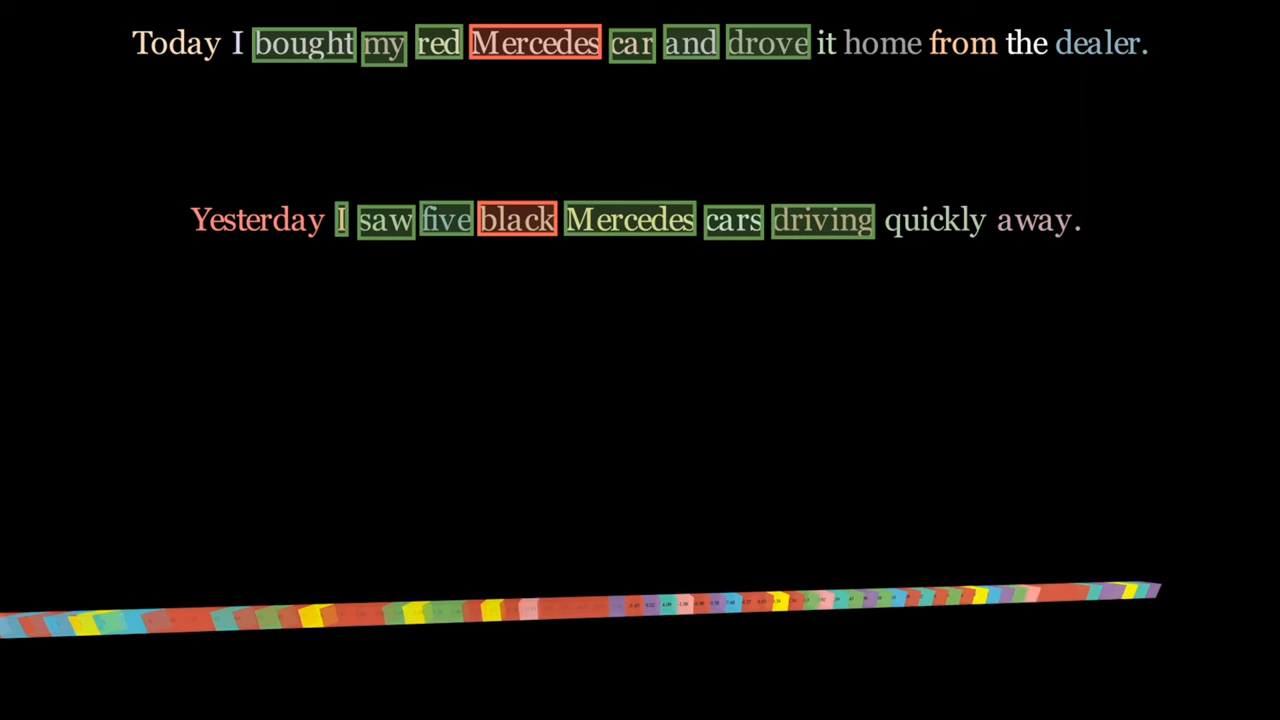 Today I bought my red Mercedes car and drove it home from the dealer.
Yesterday I saw five black Mercedes cars driving quickly away.